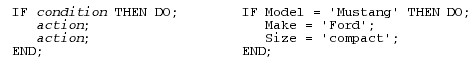 IF condition THEN DO;
   action;
   action;
END;
IF Model = 'Mustang' THEN DO;
   Make = 'Ford';
   Size = 'compact';
END;